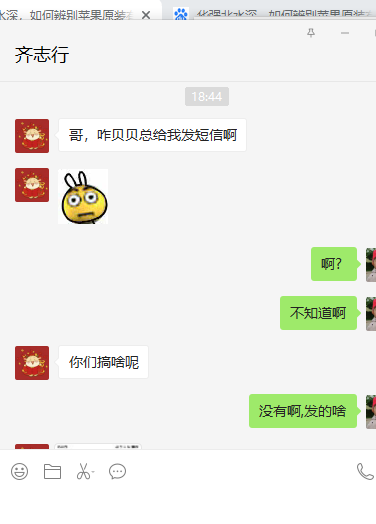 水深，如何辨别苹果原装
华强北水深，如何辨别苹果原装
齐志行
18:44
哥，咋贝贝总给我发短信啊
啊?
不知道啊
你们搞啥呢
没有啊,发的啥